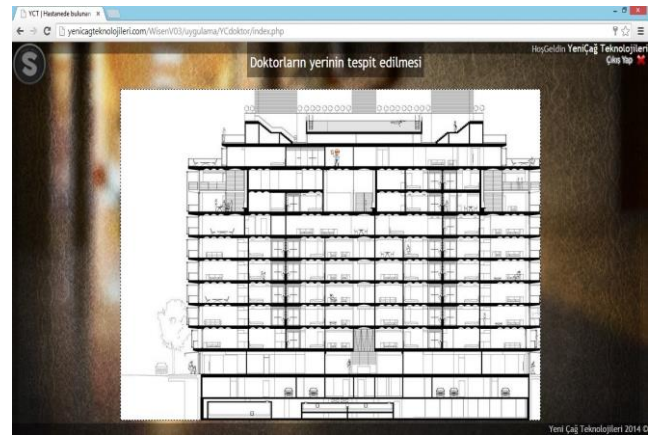 YCT | Hastanede bulunan
yenicagteknolojileri.com/WisenV03/uygulama/YCdoktor/index.php
S
Doktorların yerinin tespit edilmesi
HoşGeldin YeniÇağ Teknolojileri
Çıkış Yap
Yeni Çağ Teknolojileri 2014 ©